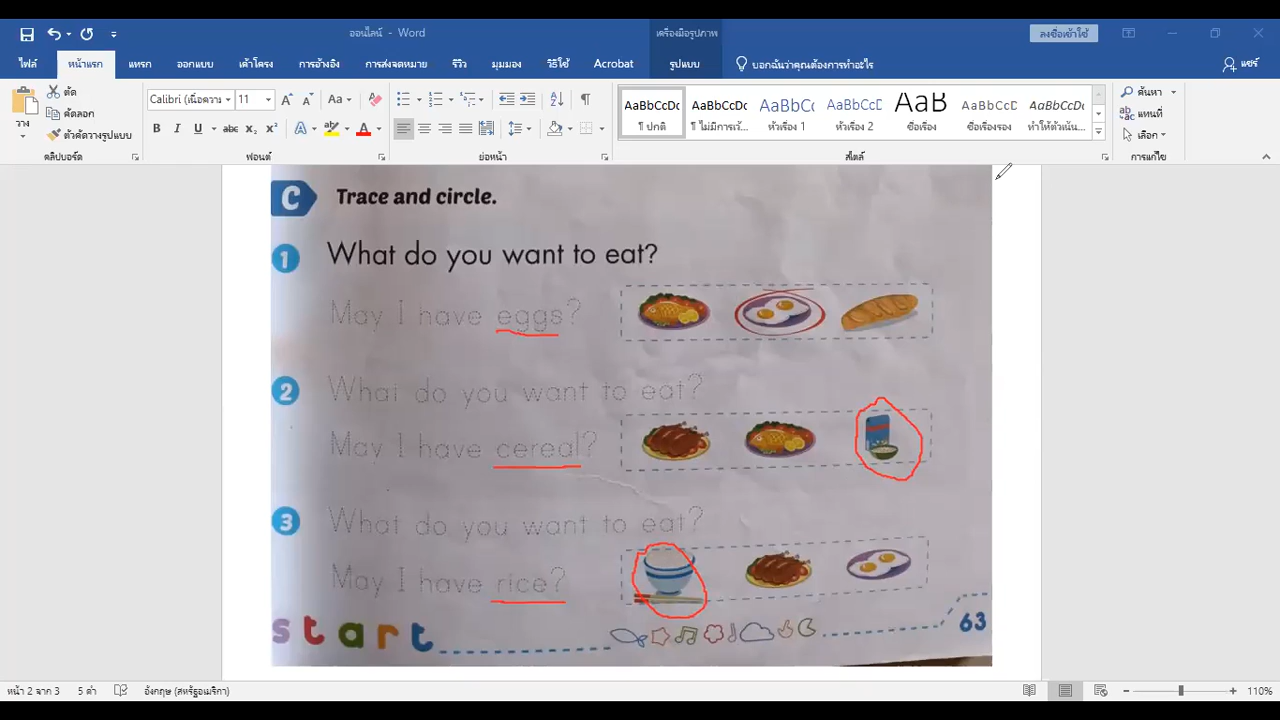 ออนไลน์ - Word
เครื่องมือรูปภาพ
ลงชื่อเข้าใช้
ไฟล์ หน้าแรก แทรก ออกแบบ เค้าโครง การอ้างอิง การส่งจดหมาย รีวิว มุมมอง วิธีใช้ Acrobat รูปแบบ บอกฉันว่าคุณต้องการทำอะไร แชร์
วาง
ตัด
คัดลอก
ตัวคัดวางรูปแบบ
คลิปบอร์ด
Calibri (เนื้อความ 11
ฟอนต์
ย่อหน้า
AaBbCcDc AaBbCcDc AaBbC AaBbCcD AaB AaBbCcD AaBbCcDc
¶ ปกติ ¶ ไม่มีการเว้... หัวเรื่อง 1 หัวเรื่อง 2 ชื่อเรื่อง ชื่อเรื่องรอง ทำให้ตัวเน้น...
สไตล์
ค้นหา
แทนที่
เลือก
การแก้ไข
C Trace and circle.
1 What do you want to eat?
May I have eggs?
2 What do you want to eat?
May I have cereal?
3 What do you want to eat?
May I have rice?
start
63
หน้า 2 จาก 3 5 คำ อังกฤษ (สหรัฐอเมริกา) 110%